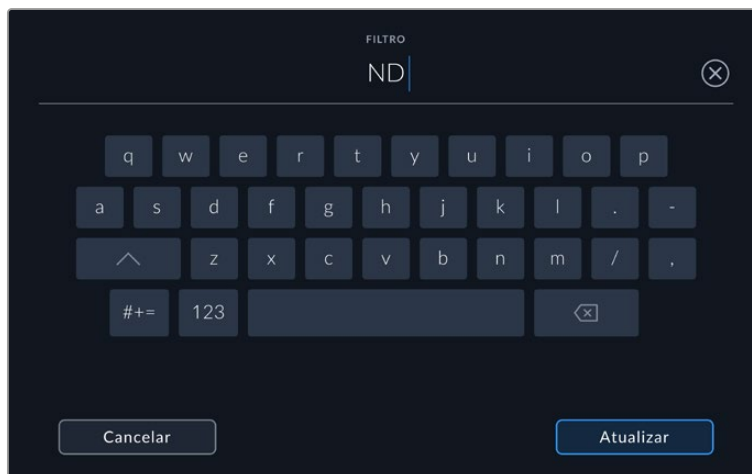 FILTRO
ND
q w e r t y u i o p
a s d f g h j k l . -
z x c v b n m / ,
#+= 123
Cancelar Atualizar